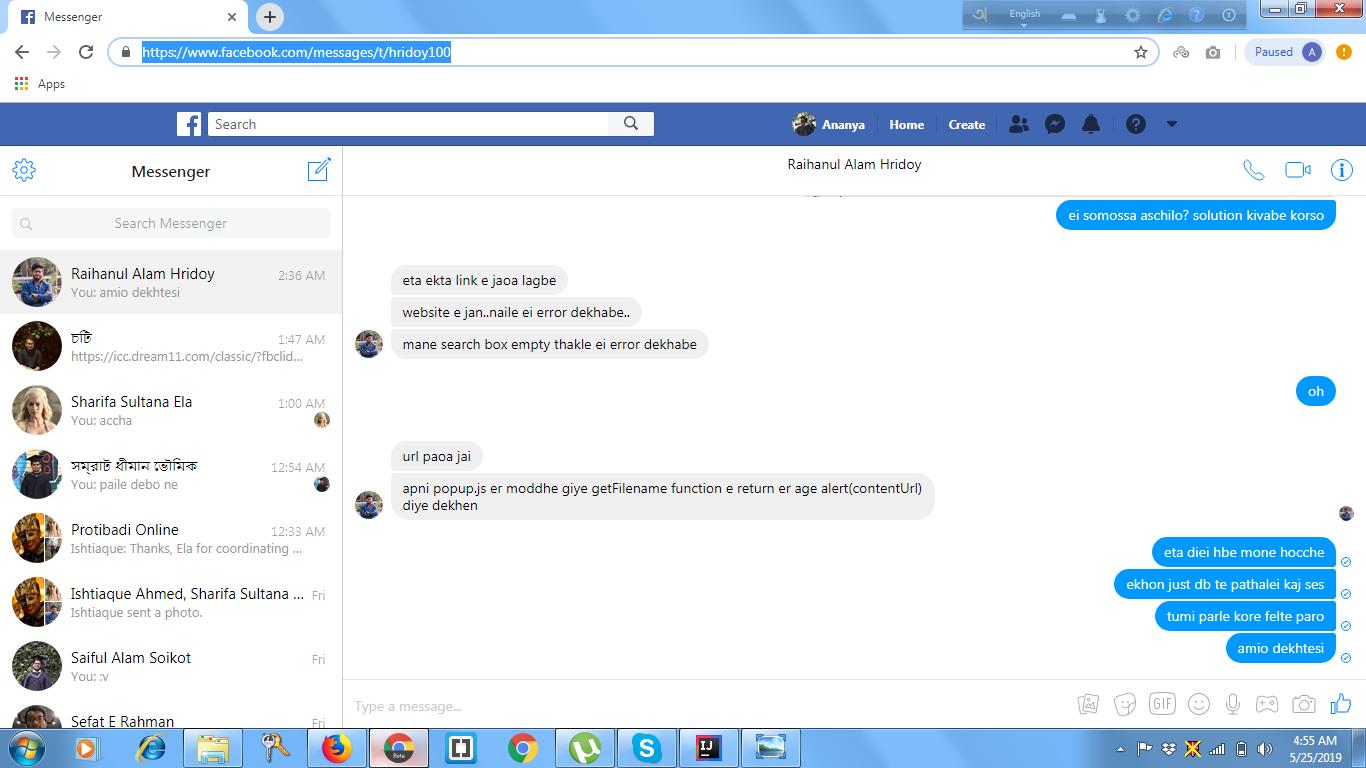 Messenger
English
https://www.facebook.com/messages/t/hridoy100
Paused
A
Apps
Search
Ananya
Home
Create
Messenger
Raihanul Alam Hridoy
Search Messenger
Raihanul Alam Hridoy
2:36 AM
You: amio dekhtesi
চটি
1:47 AM
https://icc.dream11.com/classic/?fbclid...
Sharifa Sultana Ela
1:00 AM
You: accha
সম্রাট ধীমান ভৌমিক
12:54 AM
You: paile debo ne
Protibadi Online
12:33 AM
Ishtiaque: Thanks, Ela for coordinating ...
Ishtiaque Ahmed, Sharifa Sultana ...
Fri
Ishtiaque sent a photo.
Saiful Alam Soikot
Fri
You: :v
Sefat E Rahman
Fri
ei somossa aschilo? solution kivabe korso
eta ekta link e jaoa lagbe
website e jan..naile ei error dekhabe..
mane search box empty thakle ei error dekhabe
oh
url paoa jai
apni popup.js er moddhe giye getFilename function e return er age alert(contentUrl)
diye dekhen
eta diei hbe mone hocche
ekhon just db te pathalei kaj ses
tumi parle kore felte paro
amio dekhtesi
Type a message...
GIF
Beta
4:55 AM
5/25/2019